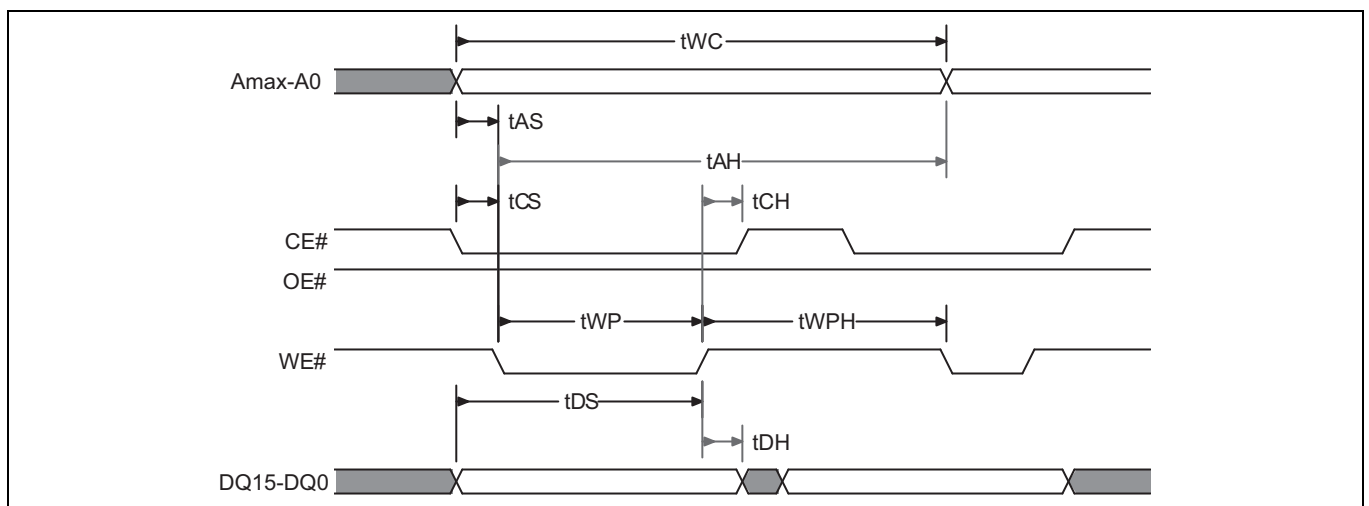 tWC
Amax-A0
tAS
tAH
tCS
tCH
CE#
OE#
tWP
tWPH
WE#
tDS
tDH
DQ15-DQ0